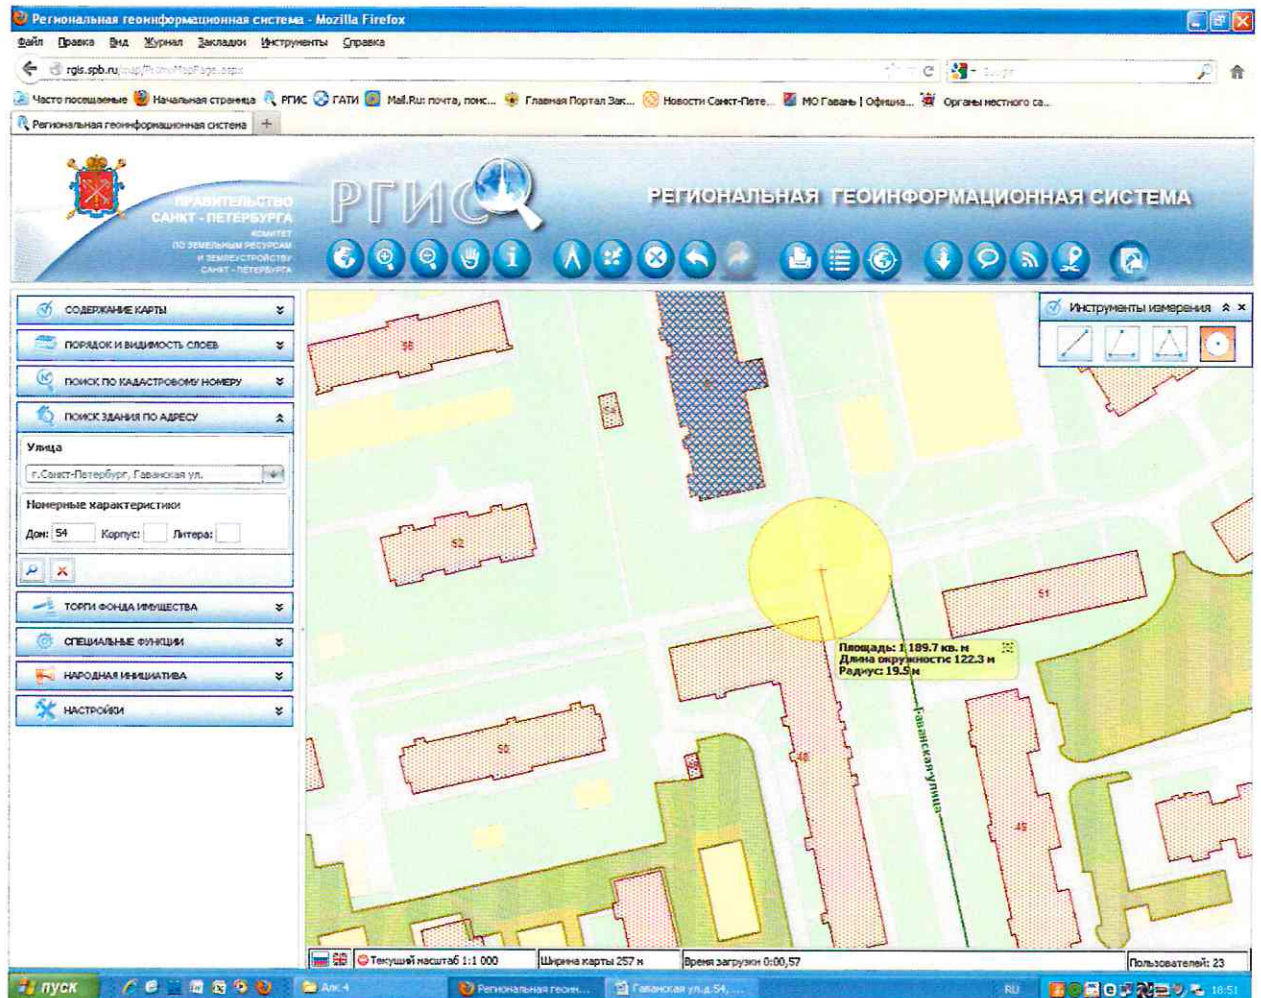 Региональная геоинформационная система - Mozilla Firefox
Файл Правка Вид Журнал Закладки Инструменты Справка
rgis.spb.ru/map/PromoMapPage.aspx
Часто посещаемые Начальная страница РГИС ГАТИ Mail.Ru: почта, поис... Главная Портал Зак... Новости Санкт-Пете... МО Гавань | Официа... Органы местного са...
Региональная геоинформационная система +
ПРАВИТЕЛЬСТВО
САНКТ - ПЕТЕРБУРГА
КОМИТЕТ
ПО ЗЕМЕЛЬНЫМ РЕСУРСАМ
И ЗЕМЛЕУСТРОЙСТВУ
САНКТ - ПЕТЕРБУРГА
РГИС
РЕГИОНАЛЬНАЯ ГЕОИНФОРМАЦИОННАЯ СИСТЕМА
СОДЕРЖАНИЕ КАРТЫ
ПОРЯДОК И ВИДИМОСТЬ СЛОЕВ
ПОИСК ПО КАДАСТРОВОМУ НОМЕРУ
ПОИСК ЗДАНИЯ ПО АДРЕСУ
Улица
г.Санкт-Петербург, Гаванская ул.
Номерные характеристики
Дом: 54 Корпус: Литера:
ТОРГИ ФОНДА ИМУЩЕСТВА
СПЕЦИАЛЬНЫЕ ФУНКЦИИ
НАРОДНАЯ ИНИЦИАТИВА
НАСТРОЙКИ
Инструменты измерения
52
51
Площадь: 1 189.7 кв. м
Длина окружности: 122.3 м
Радиус: 19.5 м
Гаванская улица
50
48
49
Текущий масштаб 1:1 000
Ширина карты 257 м
Время загрузки 0:00,57
Пользователей: 23
пуск
Региональная геоин...
Гаванская ул.д.54, ...
RU
18:51